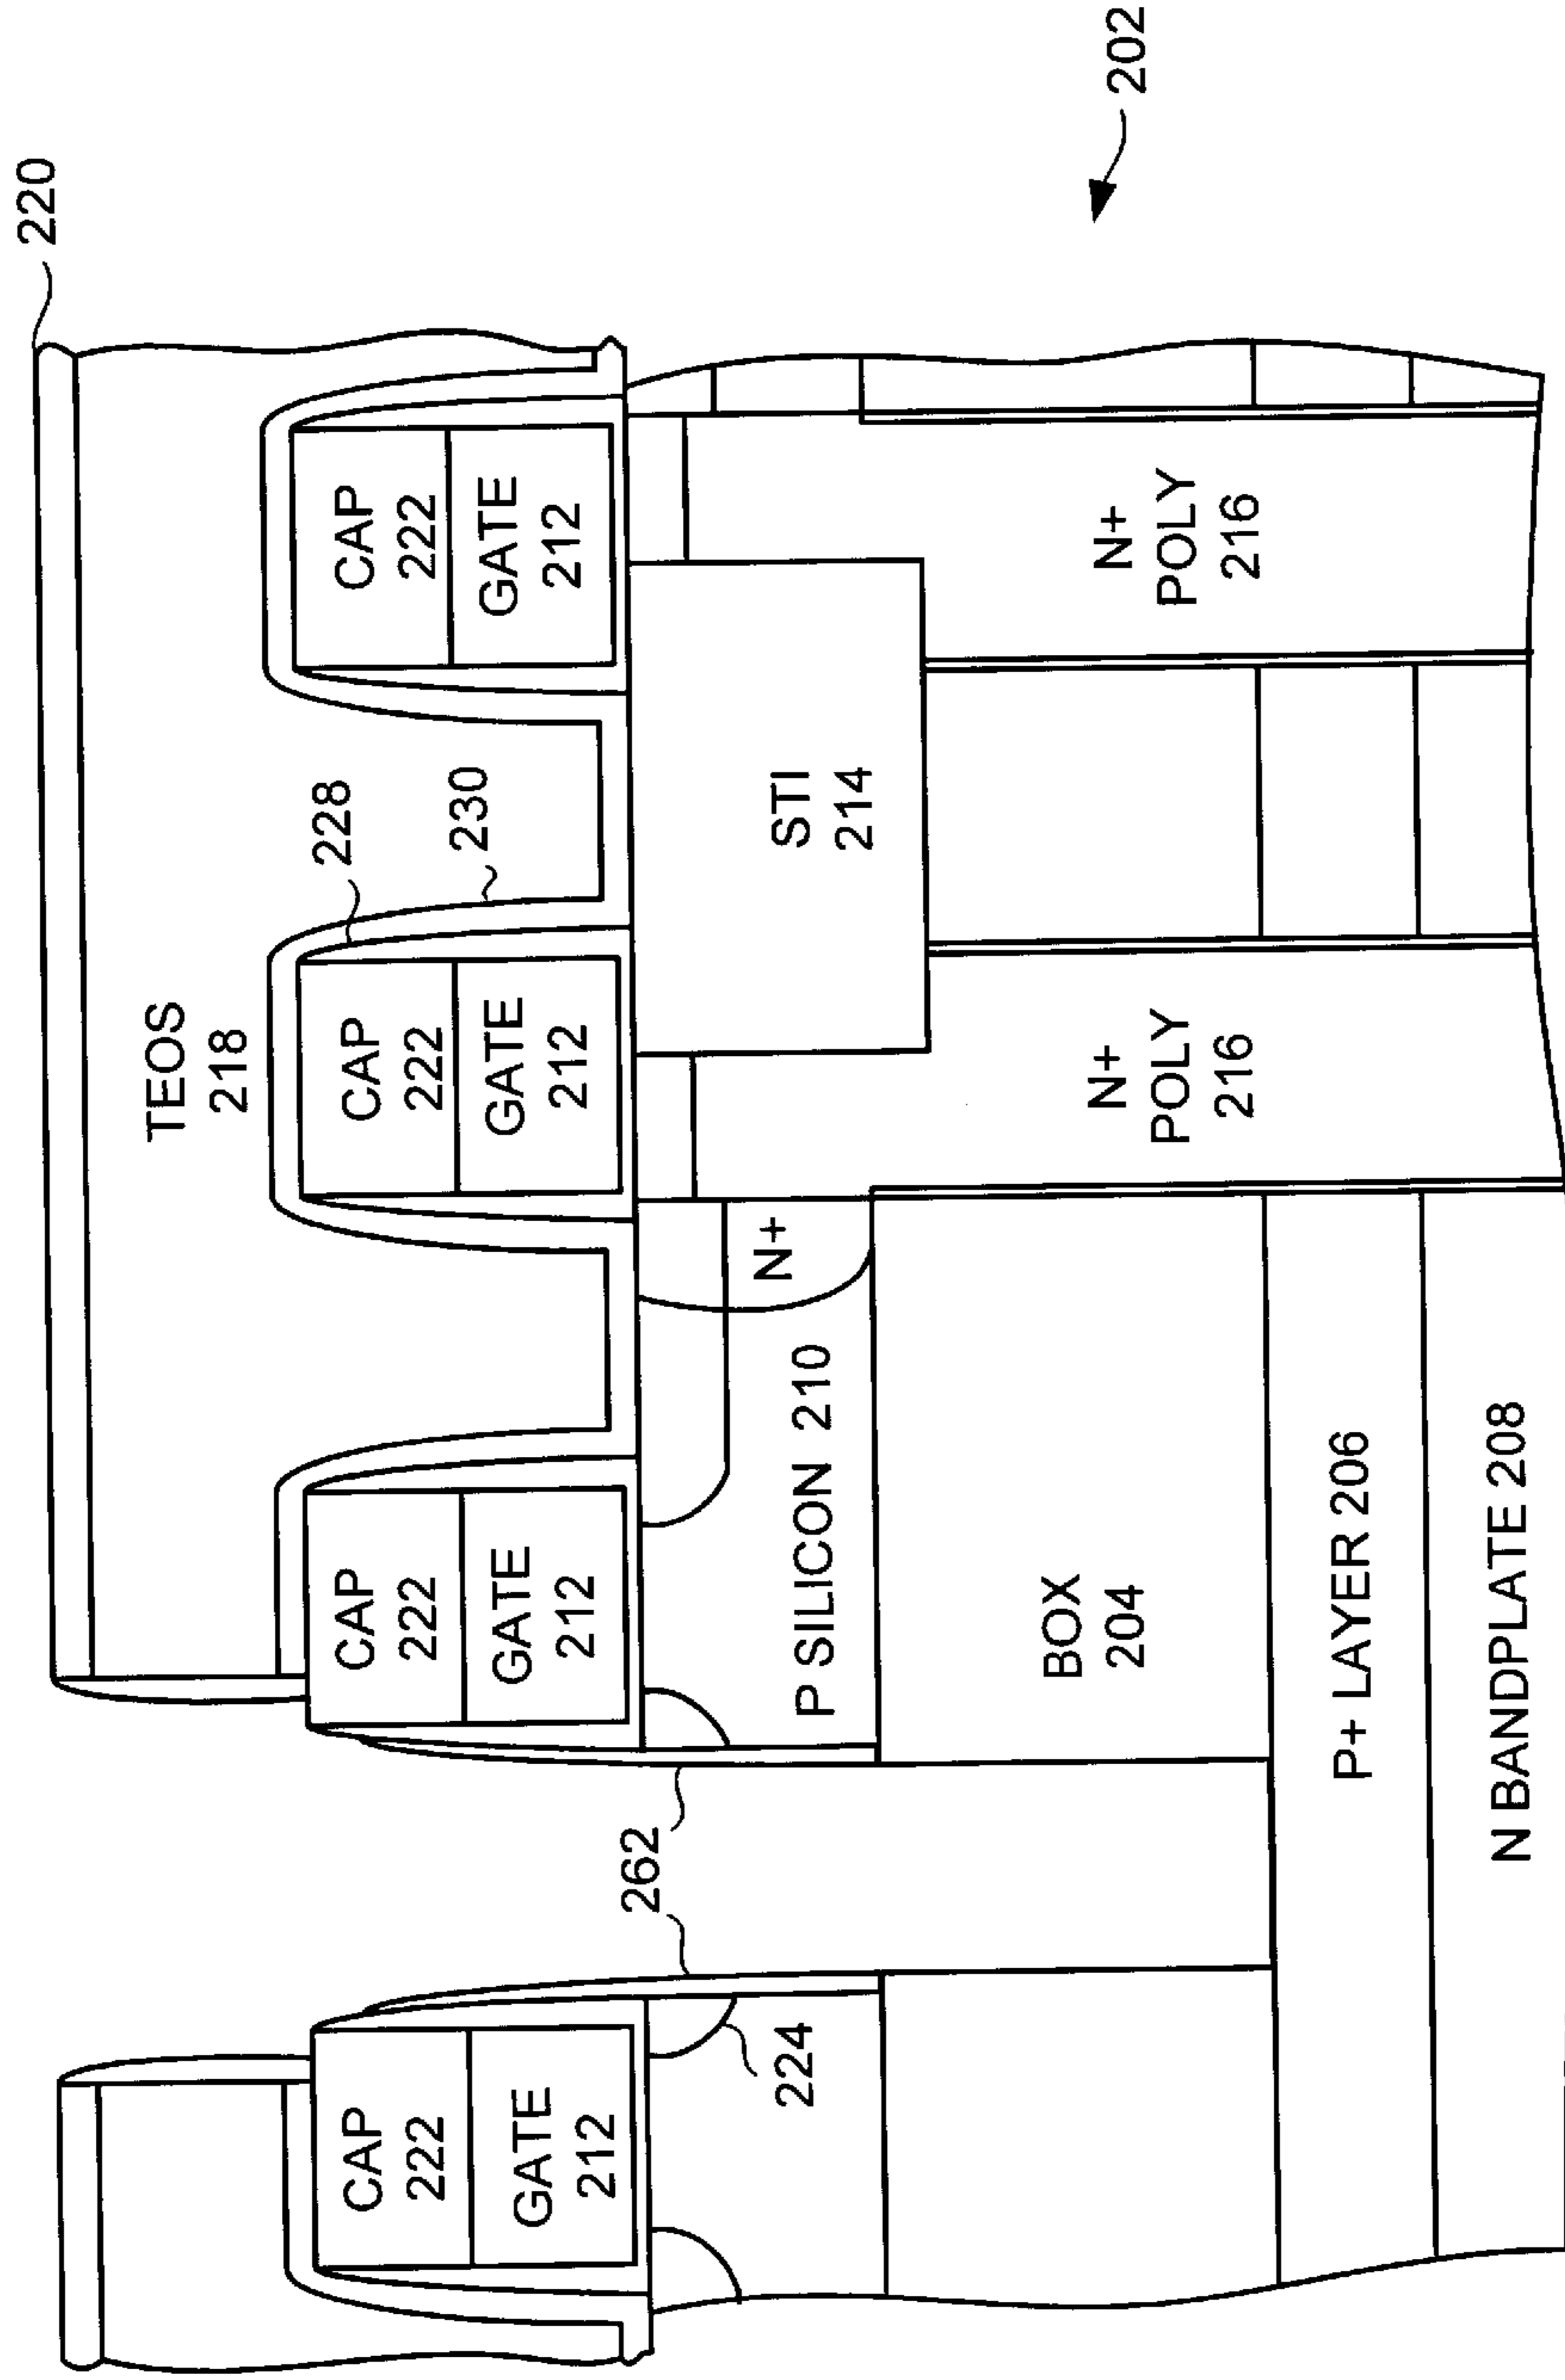 220
TEOS
218
228
230
CAP
222
GATE
212
CAP
222
GATE
212
CAP
222
GATE
212
CAP
222
GATE
212
262
224
P SILICON 210
N+
STI
214
BOX
204
N+
POLY
216
N+
POLY
216
202
P+ LAYER 206
N BANDPLATE 208